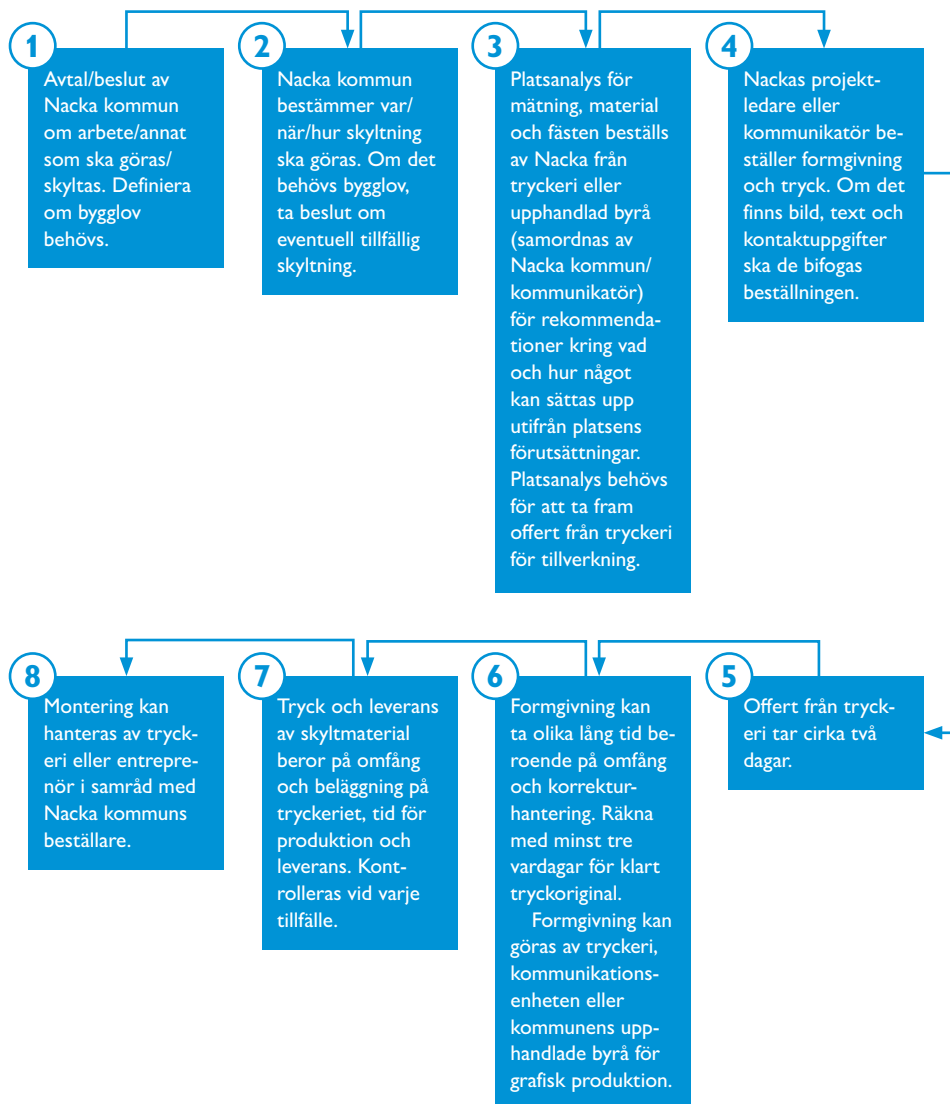 1
Avtal/beslut av
Nacka kommun
om arbete/annat
som ska göras/
skyltas. Definiera
om bygglov
behövs.
2
Nacka kommun
bestämmer var/
när/hur skyltning
ska göras. Om det
behövs bygglov,
ta beslut om
eventuell tillfällig
skyltning.
3
Platsanalys för
mätning, material
och fästen beställs
av Nacka från
tryckeri eller
upphandlad byrå
(samordnas av
Nacka kommun/
kommunikatör)
för rekommenda-
tioner kring vad
och hur något
kan sättas upp
utifrån platsens
förutsättningar.
Platsanalys behövs
för att ta fram
offert från tryckeri
för tillverkning.
4
Nackas projekt-
ledare eller
kommunikatör be-
ställer formgivning
och tryck. Om det
finns bild, text och
kontaktuppgifter
ska de bifogas
beställningen.
5
Offert från tryck-
eri tar cirka två
dagar.
6
Formgivning kan
ta olika lång tid be-
roende på omfång
och korrektur-
hantering. Räkna
med minst tre
vardagar för klart
tryckoriginal.
Formgivning kan
göras av tryckeri,
kommunikations-
enheten eller
kommunens upp-
handlade byrå för
grafisk produktion.
7
Tryck och leverans
av skyltmaterial
beror på omfång
och beläggning på
tryckeriet, tid för
produktion och
leverans. Kont-
rolleras vid varje
tillfälle.
8
Montering kan
hanteras av tryck-
eri eller entrepre-
nör i samråd med
Nacka kommuns
beställare.